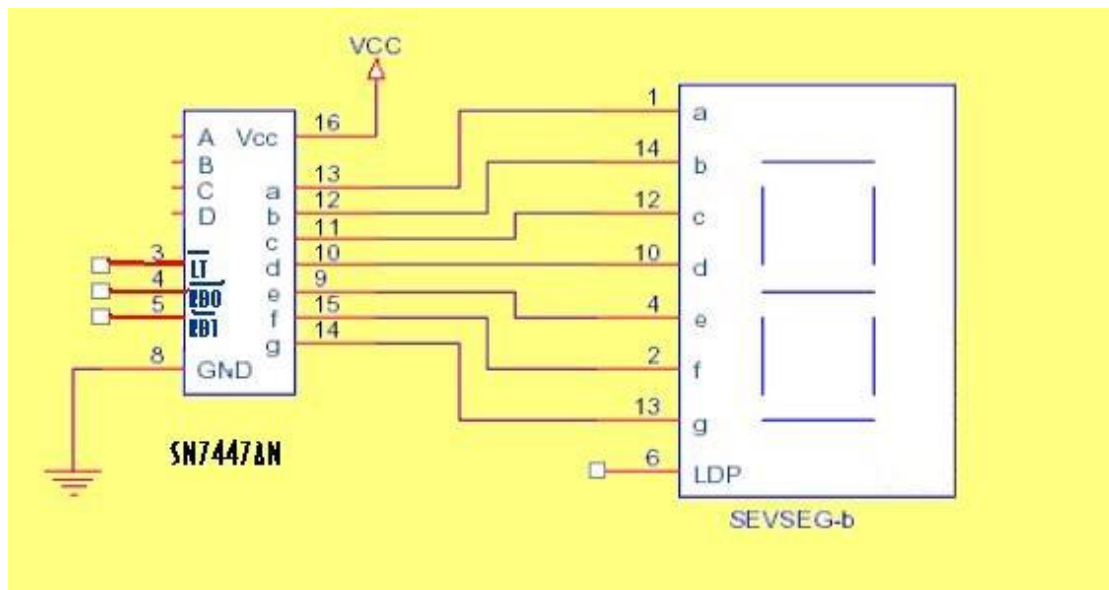 VCC
16
A Vcc
B
13
C a
12
D b
11
c
3 LT d 10
4 RBO e 9
5 RBI f 15
g 14
8 GND
SN7447AN
1 a
14 b
12 c
10 d
4 e
2 f
13 g
6 LDP
SEVSEG-b